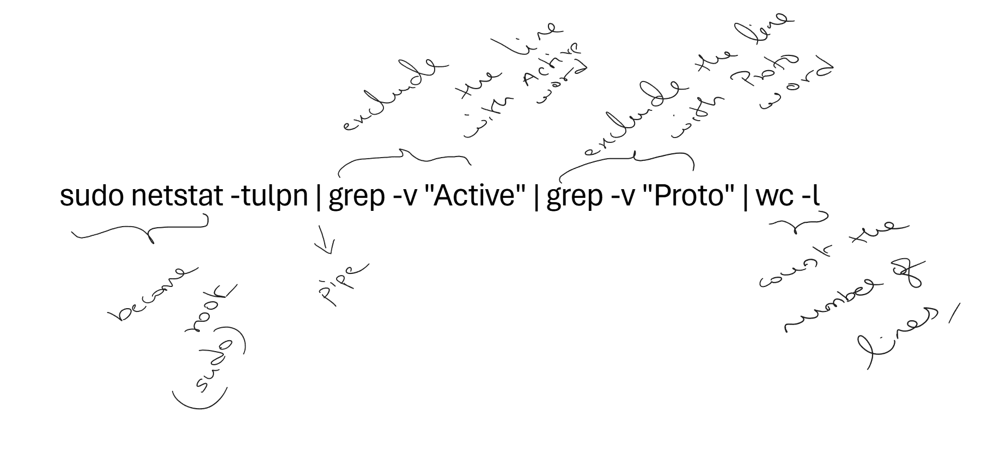 exclude the line
with Active
word
exclude the line
with Proto
word
sudo netstat -tulpn | grep -v "Active" | grep -v "Proto" | wc -l
become
root
(sudo)
pipe
count the
number of
lines